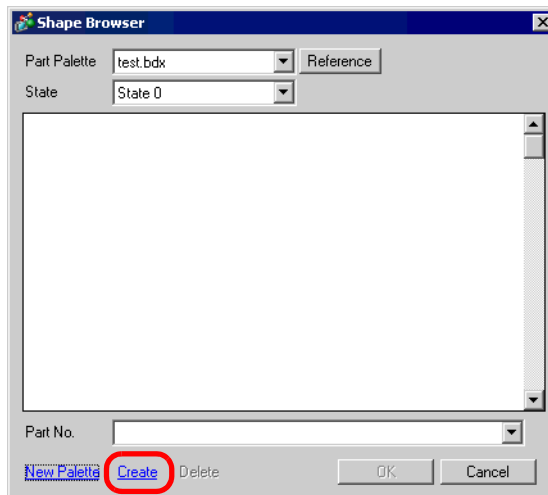 Shape Browser
Part Palette test.bdx Reference
State State 0
Part No.
New Palette Create Delete OK Cancel